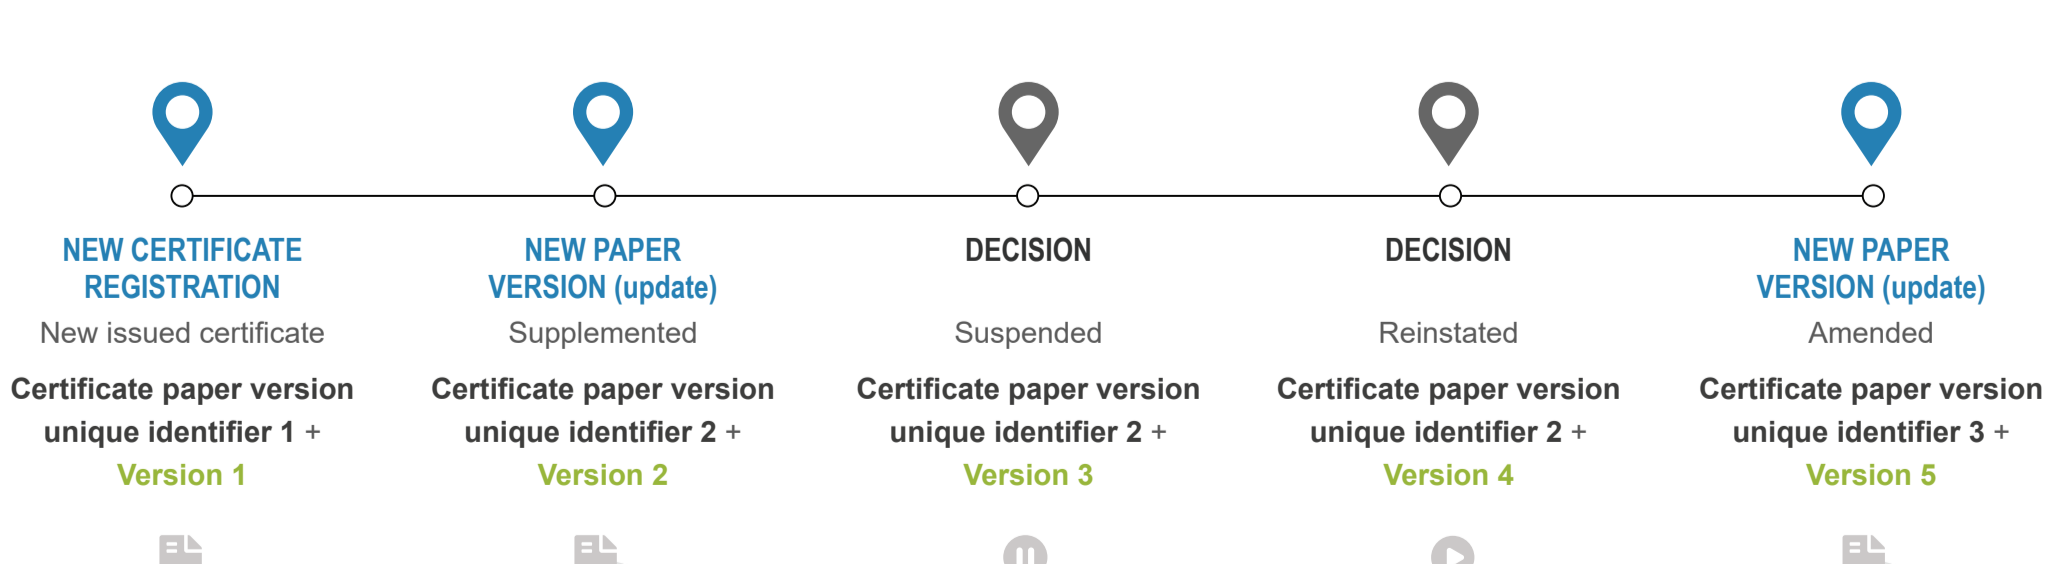 NEW CERTIFICATE
REGISTRATION
New issued certificate
Certificate paper version
unique identifier 1 +
Version 1
NEW PAPER
VERSION (update)
Supplemented
Certificate paper version
unique identifier 2 +
Version 2
DECISION
Suspended
Certificate paper version
unique identifier 2 +
Version 3
DECISION
Reinstated
Certificate paper version
unique identifier 2 +
Version 4
NEW PAPER
VERSION (update)
Amended
Certificate paper version
unique identifier 3 +
Version 5